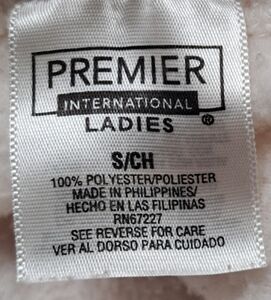 PREMIER
INTERNATIONAL
LADIES ®
S/CH
100% POLYESTER/POLIESTER
MADE IN PHILIPPINES/
HECHO EN LAS FILIPINAS
RN67227
SEE REVERSE FOR CARE
VER AL DORSO PARA CUIDADO